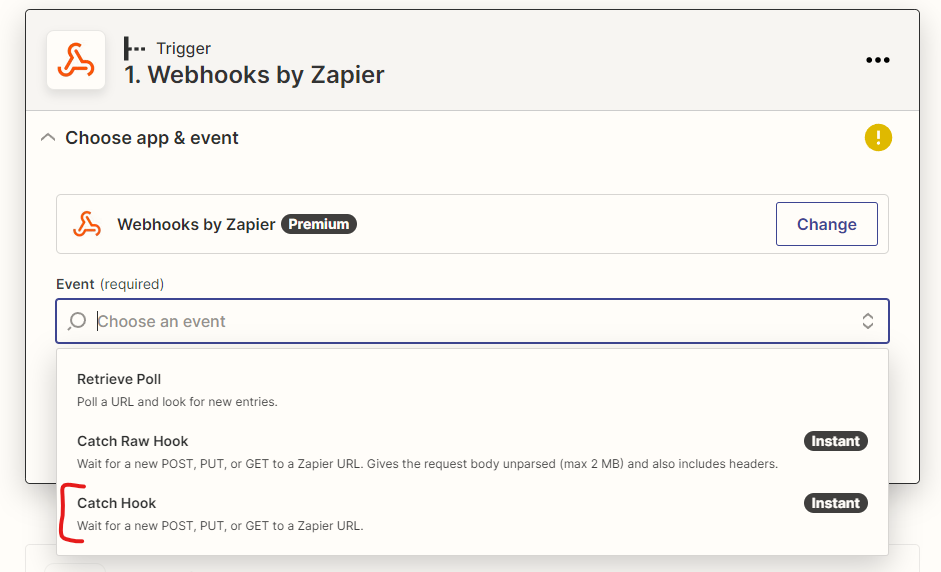 Trigger
1. Webhooks by Zapier
Choose app & event
Webhooks by Zapier Premium
Change
Event (required)
Choose an event
Retrieve Poll
Poll a URL and look for new entries.
Catch Raw Hook
Instant
Wait for a new POST, PUT, or GET to a Zapier URL. Gives the request body unparsed (max 2 MB) and also includes headers.
Catch Hook
Instant
Wait for a new POST, PUT, or GET to a Zapier URL.